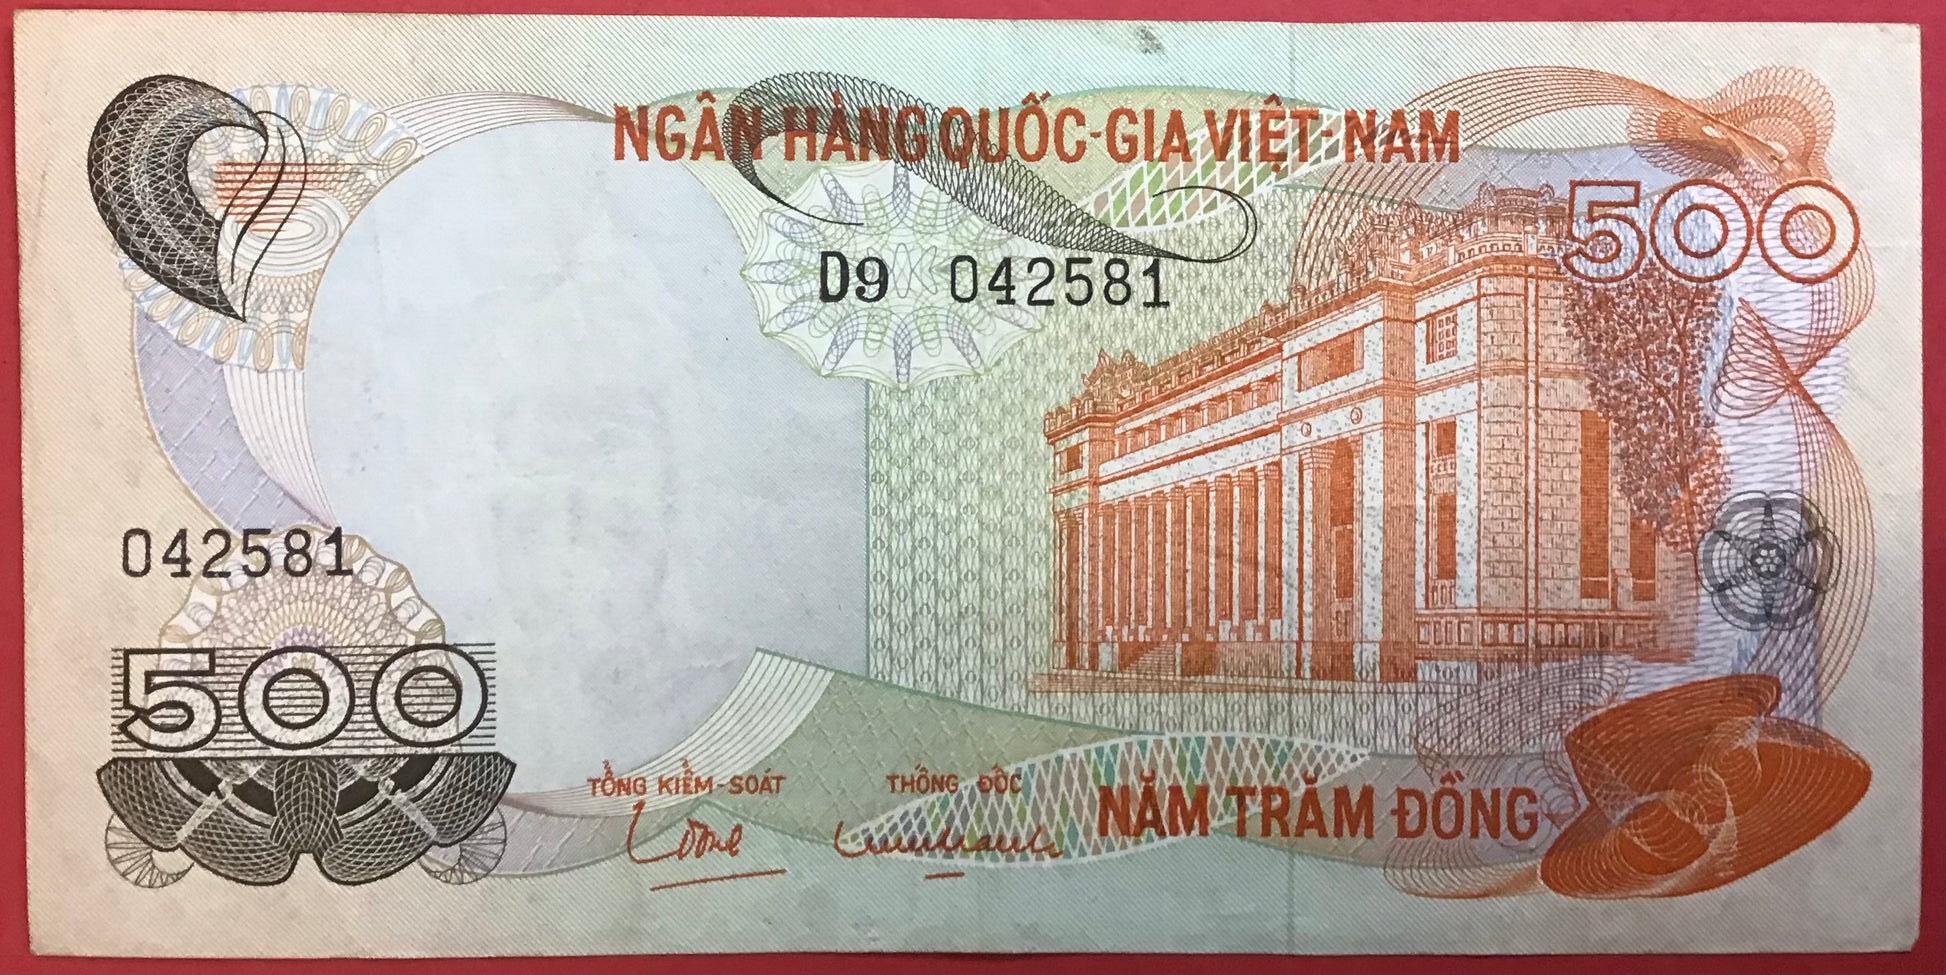 NGÂN HÀNG QUỐC-GIA VIỆT-NAM
500
D9 042581
042581
500
TỔNG KIỂM-SOÁT
THỐNG ĐỐC
NĂM TRĂM ĐỒNG